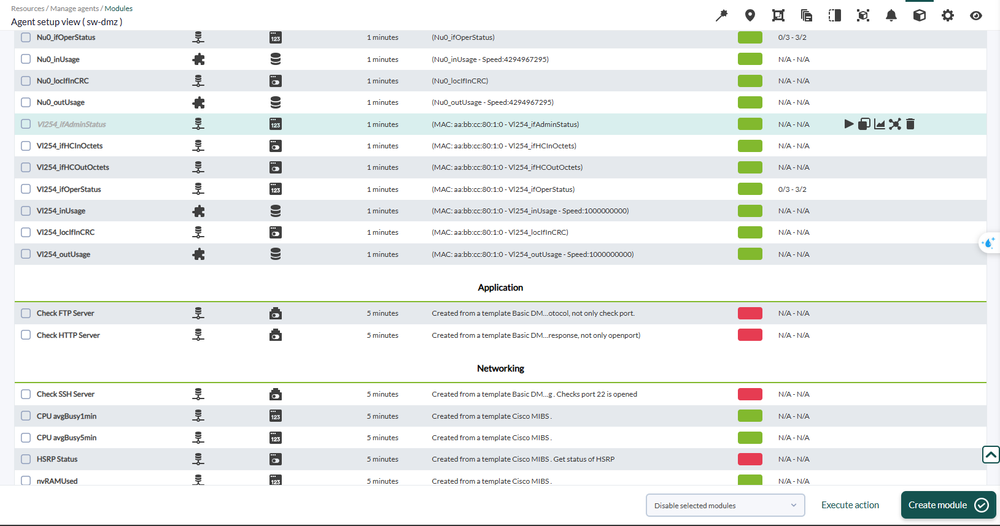 Resources / Manage agents / Modules
Agent setup view ( sw-dmz )
Nu0_ifOperStatus 123 1 minutes (Nu0_ifOperStatus) 0/3 - 3/2
Nu0_inUsage 1 minutes (Nu0_inUsage - Speed:4294967295) N/A - N/A
Nu0_locIfInCRC 1 minutes (Nu0_locIfInCRC) N/A - N/A
Nu0_outUsage 1 minutes (Nu0_outUsage - Speed:4294967295) N/A - N/A
Vl254_ifAdminStatus 123 1 minutes (MAC: aa:bb:cc:80:1:0 - Vl254_ifAdminStatus) N/A - N/A
Vl254_ifHCInOctets 1 minutes (MAC: aa:bb:cc:80:1:0 - Vl254_ifHCInOctets) N/A - N/A
Vl254_ifHCOutOctets 1 minutes (MAC: aa:bb:cc:80:1:0 - Vl254_ifHCOutOctets) N/A - N/A
Vl254_ifOperStatus 123 1 minutes (MAC: aa:bb:cc:80:1:0 - Vl254_ifOperStatus) 0/3 - 3/2
Vl254_inUsage 1 minutes (MAC: aa:bb:cc:80:1:0 - Vl254_inUsage - Speed:1000000000) N/A - N/A
Vl254_locIfInCRC 1 minutes (MAC: aa:bb:cc:80:1:0 - Vl254_locIfInCRC) N/A - N/A
Vl254_outUsage 1 minutes (MAC: aa:bb:cc:80:1:0 - Vl254_outUsage - Speed:1000000000) N/A - N/A
Application
Check FTP Server 5 minutes Created from a template Basic DM...otocol, not only check port. N/A - N/A
Check HTTP Server 5 minutes Created from a template Basic DM...response, not only openport) N/A - N/A
Networking
Check SSH Server 5 minutes Created from a template Basic DM...g . Checks port 22 is opened N/A - N/A
CPU avgBusy1min 123 5 minutes Created from a template Cisco MIBS . N/A - N/A
CPU avgBusy5min 123 5 minutes Created from a template Cisco MIBS . N/A - N/A
HSRP Status 5 minutes Created from a template Cisco MIBS . Get status of HSRP N/A - N/A
nvRAMUsed 123 5 minutes Created from a template Cisco MIBS . N/A - N/A
Disable selected modules Execute action Create module